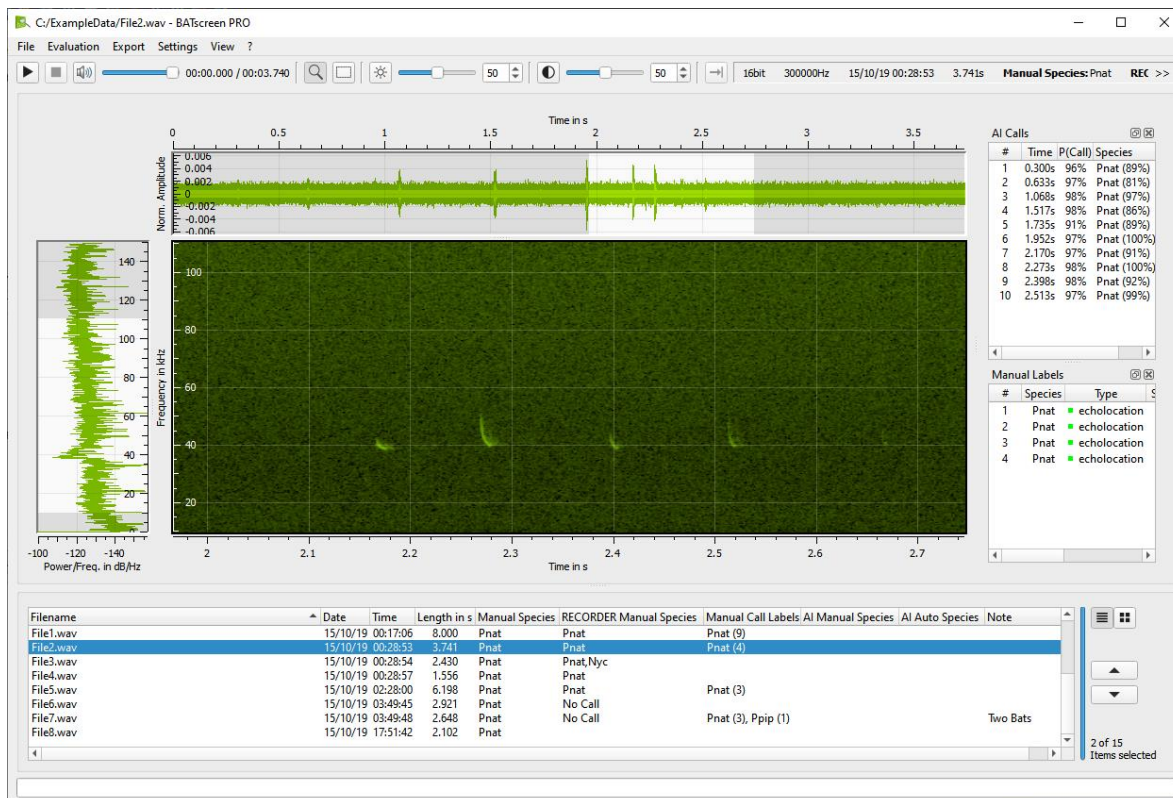 C:/ExampleData/File2.wav - BATscreen PRO
File Evaluation Export Settings View ?
00:00.000 / 00:03.740 50 50 16bit 300000Hz 15/10/19 00:28:53 3.741s Manual Species: Pnat REC >>
Time in s
0 0.5 1 1.5 2 2.5 3 3.5
Norm. Amplitude
0.006
0.004
0.002
0
-0.002
-0.004
-0.006
140
120
100
80
60
40
20
0
-100 -120 -140
Power/Freq. in dB/Hz
Frequency in kHz
100
80
60
40
20
2 2.1 2.2 2.3 2.4 2.5 2.6 2.7
Time in s
AI Calls
# Time P(Call) Species
1 0.300s 96% Pnat (89%)
2 0.633s 97% Pnat (81%)
3 1.068s 98% Pnat (97%)
4 1.517s 98% Pnat (86%)
5 1.735s 91% Pnat (89%)
6 1.952s 97% Pnat (100%)
7 2.170s 97% Pnat (91%)
8 2.273s 98% Pnat (100%)
9 2.398s 98% Pnat (92%)
10 2.513s 97% Pnat (99%)
Manual Labels
# Species Type S
1 Pnat echolocation
2 Pnat echolocation
3 Pnat echolocation
4 Pnat echolocation
Filename Date Time Length in s Manual Species RECORDER Manual Species Manual Call Labels AI Manual Species AI Auto Species Note
File1.wav 15/10/19 00:17:06 8.000 Pnat Pnat Pnat (9)
File2.wav 15/10/19 00:28:53 3.741 Pnat Pnat Pnat (4)
File3.wav 15/10/19 00:28:54 2.430 Pnat Pnat,Nyc
File4.wav 15/10/19 00:28:57 1.556 Pnat Pnat
File5.wav 15/10/19 02:28:00 6.198 Pnat Pnat Pnat (3)
File6.wav 15/10/19 03:49:45 2.921 Pnat No Call
File7.wav 15/10/19 03:49:48 2.648 Pnat No Call Pnat (3), Ppip (1) Two Bats
File8.wav 15/10/19 17:51:42 2.102 Pnat
2 of 15
Items selected